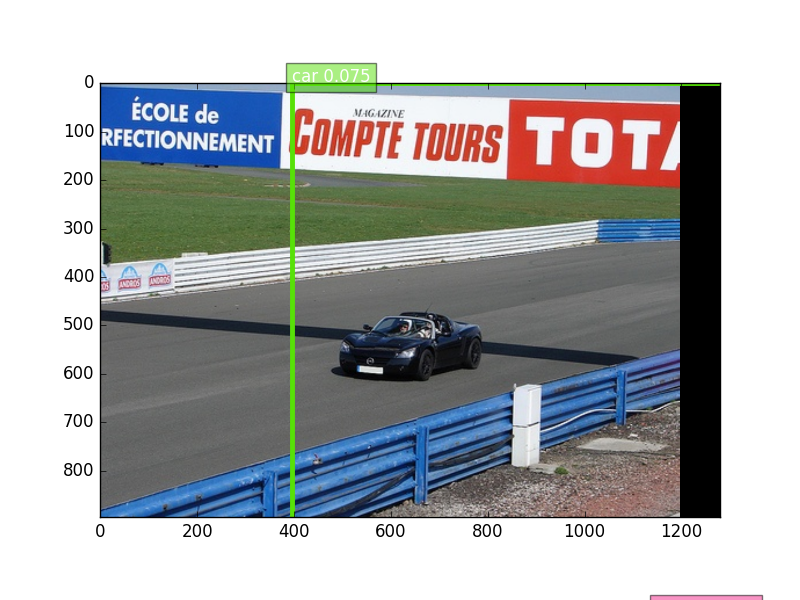 car 0.075
0
100
200
300
400
500
600
700
800
ÉCOLE de
RFECTIONNEMENT
MAGAZINE
COMPTE TOURS
TOTA
ANDROS
ANDROS
0
200
400
600
800
1000
1200